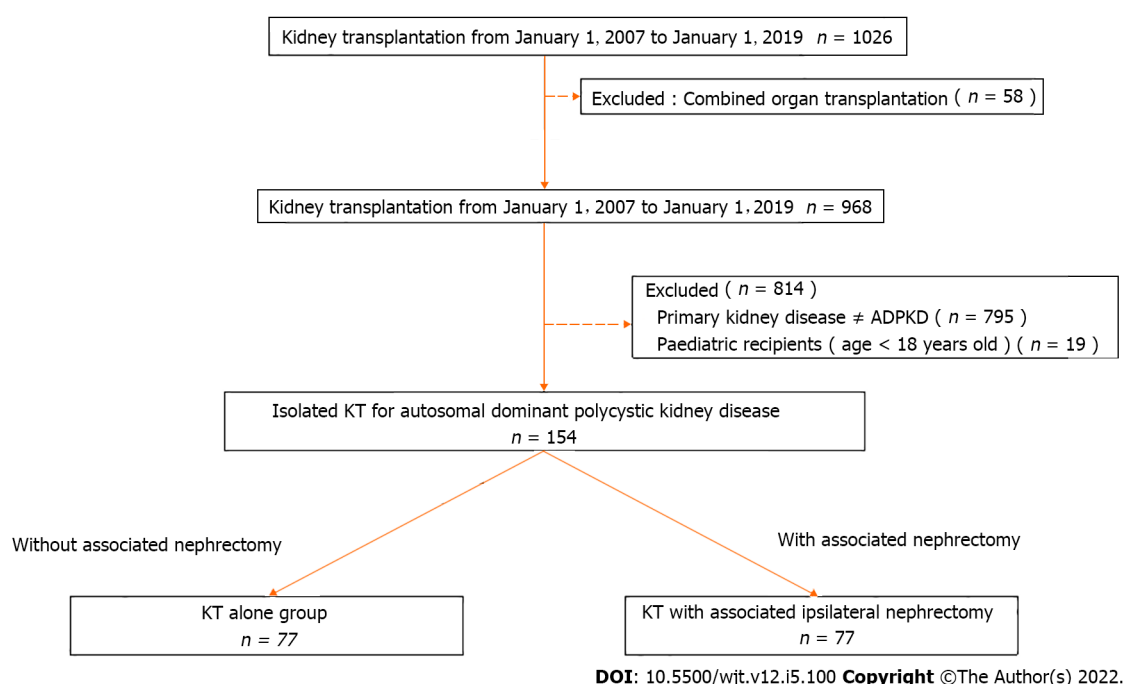 Kidney transplantation from January 1, 2007 to January 1, 2019 n = 1026
Excluded : Combined organ transplantation ( n = 58 )
Kidney transplantation from January 1, 2007 to January 1, 2019 n = 968
Excluded ( n = 814 )
Primary kidney disease ≠ ADPKD ( n = 795 )
Paediatric recipients ( age < 18 years old ) ( n = 19 )
Isolated KT for autosomal dominant polycystic kidney disease
n = 154
Without associated nephrectomy
With associated nephrectomy
KT alone group
n = 77
KT with associated ipsilateral nephrectomy
n = 77
DOI: 10.5500/wjt.v12.i5.100 Copyright ©The Author(s) 2022.